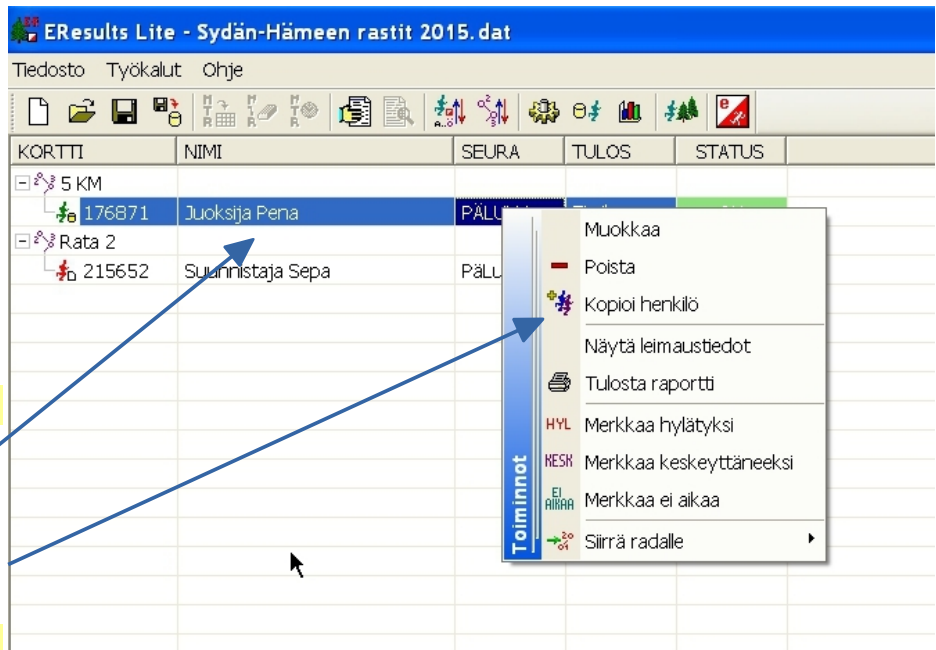 EResults Lite - Sydän-Hämeen rastit 2015.dat
Tiedosto Työkalut Ohje
KORTTI NIMI SEURA TULOS STATUS
5 KM
176871 Juoksija Pena
Rata 2
215652 Suunnistaja Sepa PäLu
Toiminnot
Muokkaa
Poista
Kopioi henkilö
Näytä leimaustiedot
Tulosta raportti
HYL Merkkaa hylätyksi
KESK Merkkaa keskeyttäneeksi
EI AIKAA Merkkaa ei aikaa
Siirrä radalle